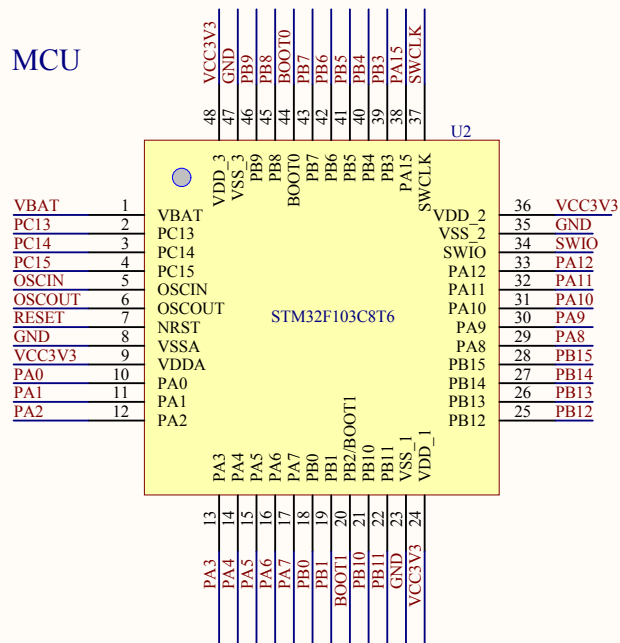 MCU
VCC3V3 GND PB9 PB8 BOOT0 PB7 PB6 PB5 PB4 PB3 PA15 SWCLK
48 47 46 45 44 43 42 41 40 39 38 37
U2
VDD_3 VSS_3 PB9 PB8 BOOT0 PB7 PB6 PB5 PB4 PB3 PA15 SWCLK
VBAT 1 VBAT
PC13 2 PC13
PC14 3 PC14
PC15 4 PC15
OSCIN 5 OSCIN
OSCOUT 6 OSCOUT
RESET 7 NRST
GND 8 VSSA
VCC3V3 9 VDDA
PA0 10 PA0
PA1 11 PA1
PA2 12 PA2
STM32F103C8T6
VDD_2 36 VCC3V3
VSS_2 35 GND
SWIO 34 SWIO
PA12 33 PA12
PA11 32 PA11
PA10 31 PA10
PA9 30 PA9
PA8 29 PA8
PB15 28 PB15
PB14 27 PB14
PB13 26 PB13
PB12 25 PB12
PA3 PA4 PA5 PA6 PA7 PB0 PB1 PB2/BOOT1 PB10 PB11 VSS_1 VDD_1
13 14 15 16 17 18 19 20 21 22 23 24
PA3 PA4 PA5 PA6 PA7 PB0 PB1 BOOT1 PB10 PB11 GND VCC3V3